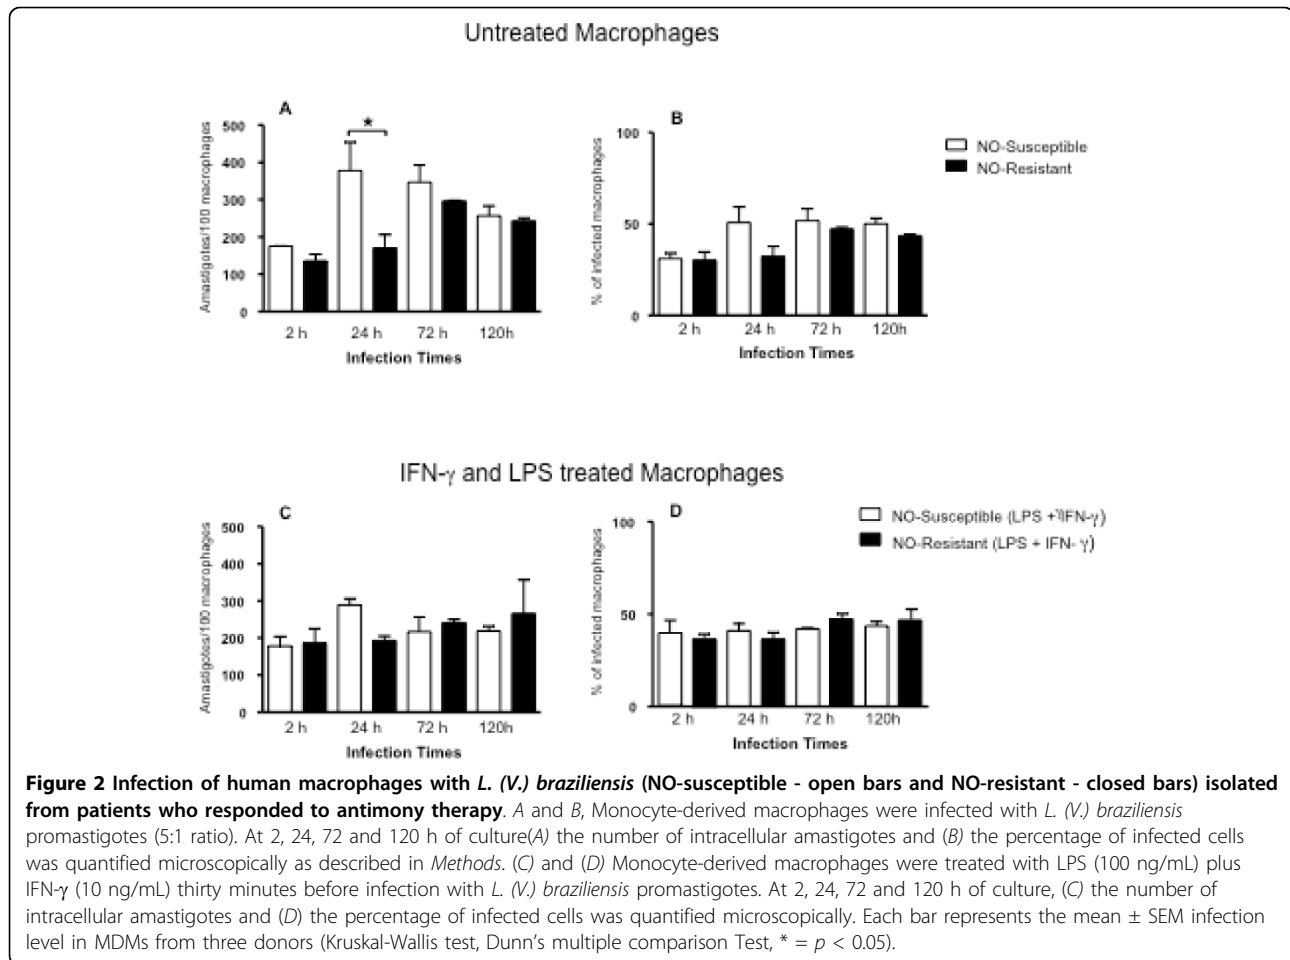 Untreated Macrophages
A
*
Amastigotes/100 macrophages
500
400
300
200
100
0
2 h 24 h 72 h 120h
Infection Times
B
% of infected macrophages
100
50
0
2 h 24 h 72 h 120h
Infection Times
NO-Susceptible
NO-Resistant
IFN-γ and LPS treated Macrophages
C
Amastigotes/100 macrophages
500
400
300
200
100
0
2 h 24 h 72 h 120h
Infection Times
D
% of infected macrophages
100
50
0
2 h 24 h 72 h 120h
Infection Times
NO-Susceptible (LPS + IFN-γ)
NO-Resistant (LPS + IFN- γ)
Figure 2 Infection of human macrophages with L. (V.) braziliensis (NO-susceptible - open bars and NO-resistant - closed bars) isolated
from patients who responded to antimony therapy. A and B, Monocyte-derived macrophages were infected with L. (V.) braziliensis
promastigotes (5:1 ratio). At 2, 24, 72 and 120 h of culture(A) the number of intracellular amastigotes and (B) the percentage of infected cells
was quantified microscopically as described in Methods. (C) and (D) Monocyte-derived macrophages were treated with LPS (100 ng/mL) plus
IFN-γ (10 ng/mL) thirty minutes before infection with L. (V.) braziliensis promastigotes. At 2, 24, 72 and 120 h of culture, (C) the number of
intracellular amastigotes and (D) the percentage of infected cells was quantified microscopically. Each bar represents the mean ± SEM infection
level in MDMs from three donors (Kruskal-Wallis test, Dunn's multiple comparison Test, * = p < 0.05).